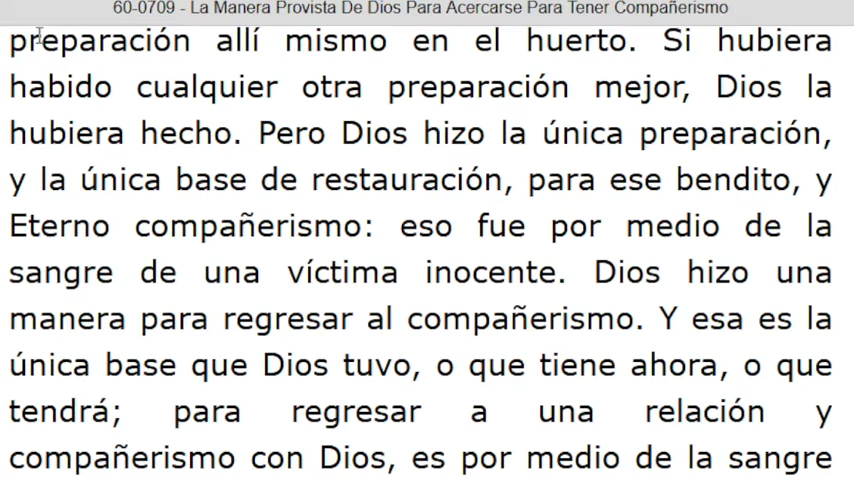 60-0709 - La Manera Provista De Dios Para Acercarse Para Tener Compañerismo
preparación allí mismo en el huerto. Si hubiera
habido cualquier otra preparación mejor, Dios la
hubiera hecho. Pero Dios hizo la única preparación,
y la única base de restauración, para ese bendito, y
Eterno compañerismo: eso fue por medio de la
sangre de una víctima inocente. Dios hizo una
manera para regresar al compañerismo. Y esa es la
única base que Dios tuvo, o que tiene ahora, o que
tendrá; para regresar a una relación y
compañerismo con Dios, es por medio de la sangre